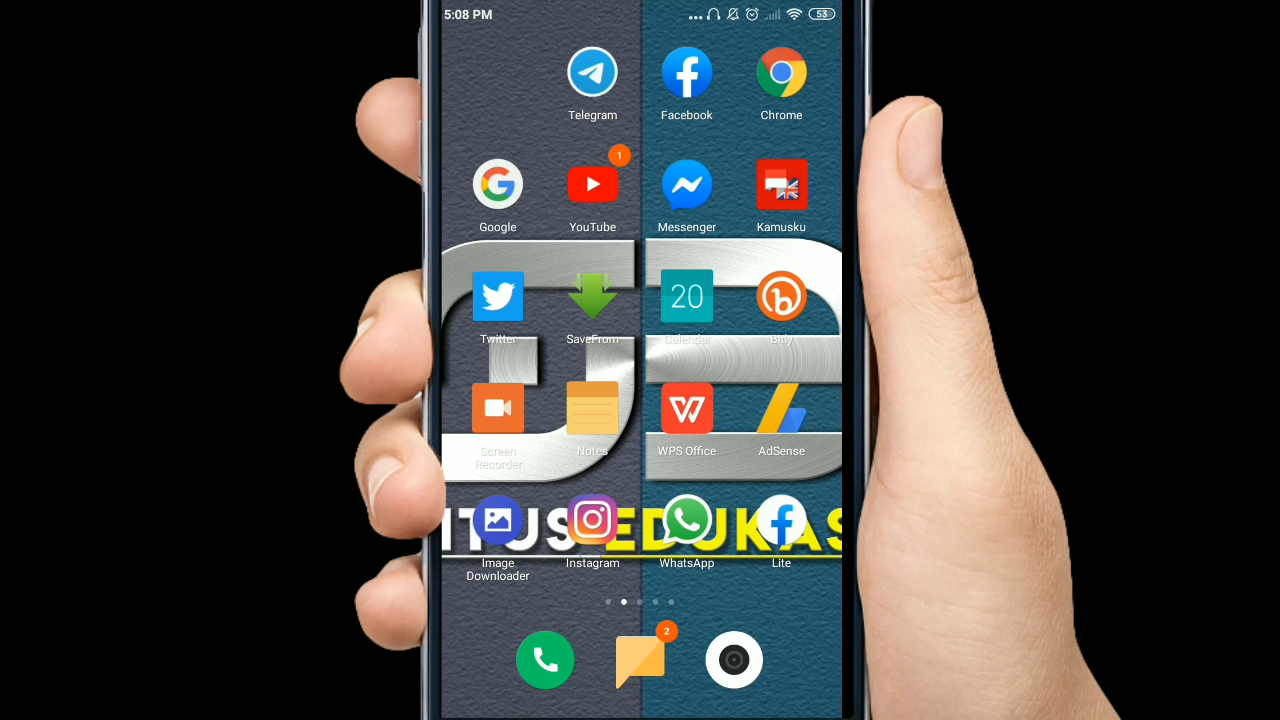 5:08 PM 53
Telegram Facebook Chrome
1
Google YouTube Messenger Kamusku
20
Twitter SaveFrom Calendar Bitly
Screen Recorder Notes WPS Office AdSense
ITUS EDUKAS
Image Downloader Instagram WhatsApp Lite
2